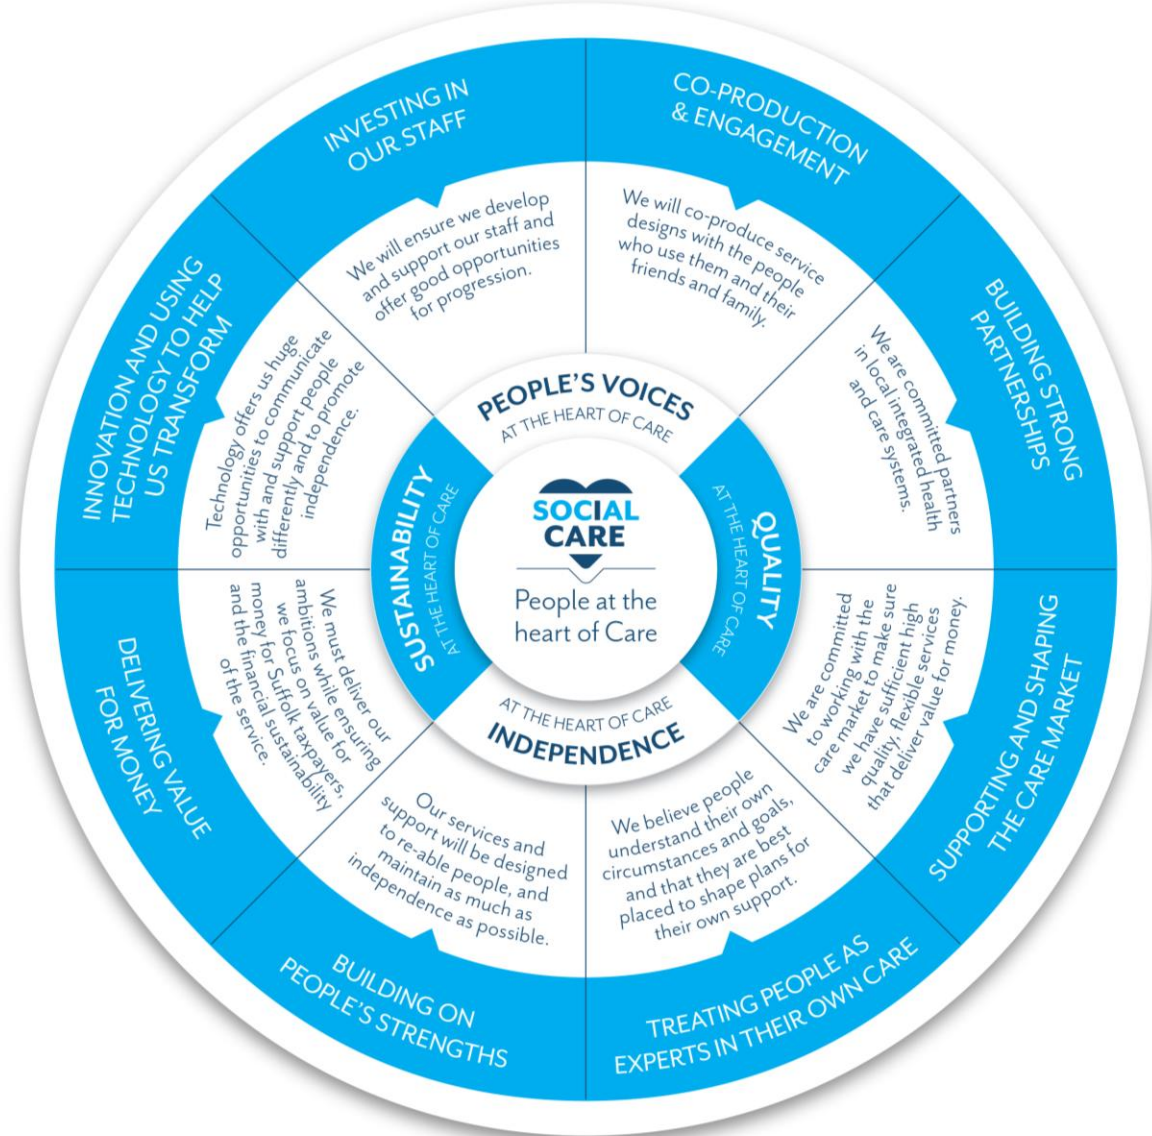 SOCIAL
CARE
People at the
heart of Care
PEOPLE'S VOICES
AT THE HEART OF CARE
QUALITY
AT THE HEART OF CARE
AT THE HEART OF CARE
INDEPENDENCE
SUSTAINABILITY
AT THE HEART OF CARE
CO-PRODUCTION
& ENGAGEMENT
We will co-produce service
designs with the people
who use them and their
friends and family.
BUILDING STRONG
PARTNERSHIPS
We are committed partners
in local integrated health
and care systems.
SUPPORTING AND SHAPING
THE CARE MARKET
We are committed
to working with the
care market to make sure
we have sufficient high
quality, flexible services
that deliver value for money.
TREATING PEOPLE AS
EXPERTS IN THEIR OWN CARE
We believe people
understand their own
circumstances and goals,
and that they are best
placed to shape plans for
their own support.
BUILDING ON
PEOPLE'S STRENGTHS
Our services and
support will be designed
to re-able people, and
maintain as much as
independence as possible.
DELIVERING VALUE
FOR MONEY
We must deliver our
ambitions while ensuring
we focus on value for
money for Suffolk taxpayers,
and the financial sustainability
of the service.
INNOVATION AND USING
TECHNOLOGY TO HELP
US TRANSFORM
Technology offers us huge
opportunities to communicate
with and support people
differently and to promote
independence.
INVESTING IN
OUR STAFF
We will ensure we develop
and support our staff and
offer good opportunities
for progression.